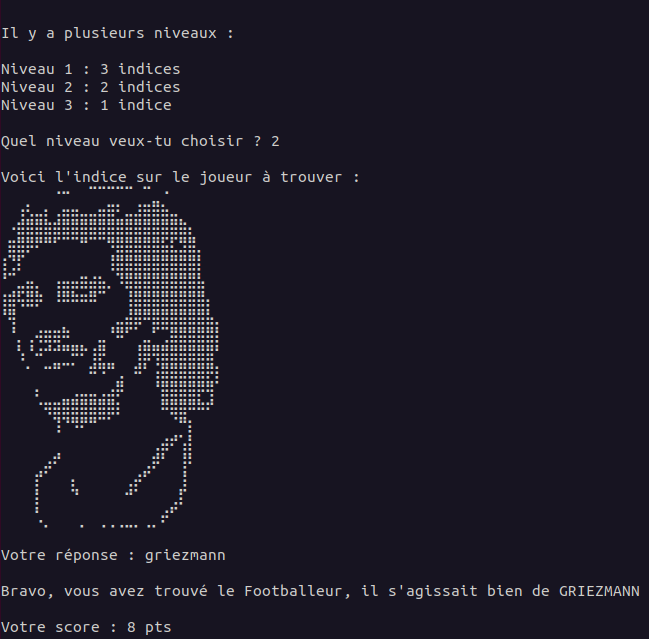 Il y a plusieurs niveaux :
Niveau 1 : 3 indices
Niveau 2 : 2 indices
Niveau 3 : 1 indice
Quel niveau veux-tu choisir ? 2
Voici l'indice sur le joueur à trouver :
Votre réponse : griezmann
Bravo, vous avez trouvé le Footballeur, il s'agissait bien de GRIEZMANN
Votre score : 8 pts